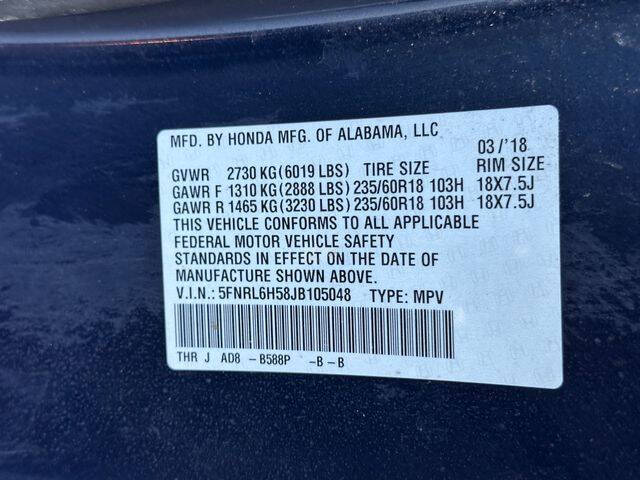 MFD. BY HONDA MFG. OF ALABAMA, LLC
03/'18
GVWR 2730 KG(6019 LBS) TIRE SIZE RIM SIZE
GAWR F 1310 KG(2888 LBS) 235/60R18 103H 18X7.5J
GAWR R 1465 KG(3230 LBS) 235/60R18 103H 18X7.5J
THIS VEHICLE CONFORMS TO ALL APPLICABLE
FEDERAL MOTOR VEHICLE SAFETY
STANDARDS IN EFFECT ON THE DATE OF
MANUFACTURE SHOWN ABOVE.
V.I.N.: 5FNRL6H58JB105048 TYPE: MPV
THR J AD8 - B588P -B-B